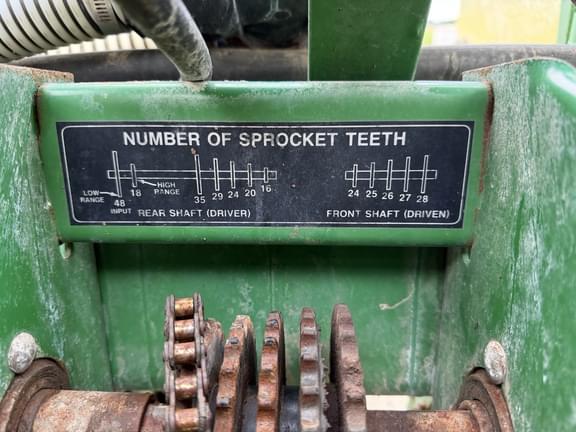 NUMBER OF SPROCKET TEETH
LOW RANGE
HIGH RANGE
48 18 35 29 24 20 16 24 25 26 27 28
INPUT REAR SHAFT (DRIVER) FRONT SHAFT (DRIVEN)